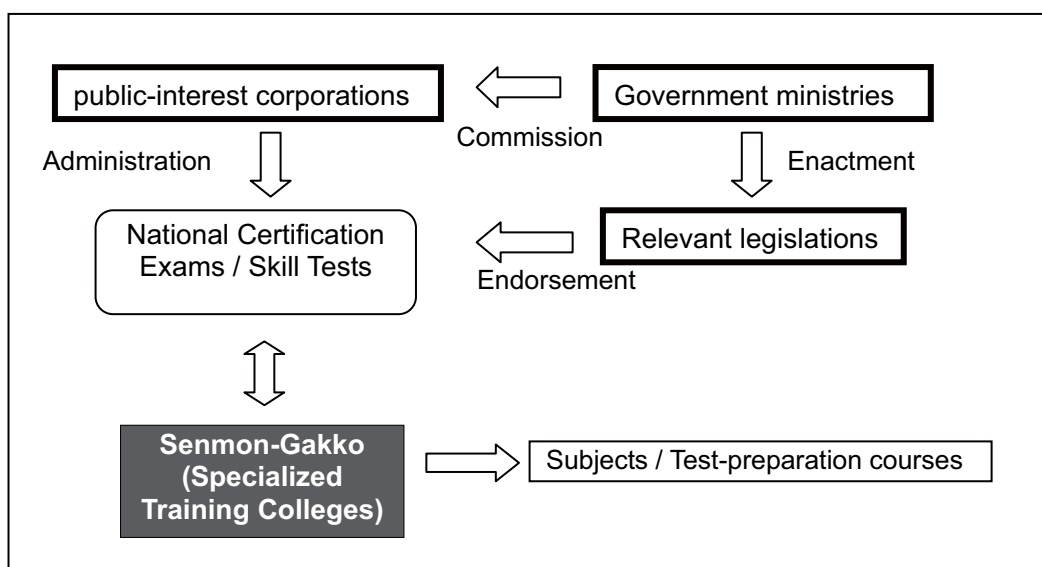 public-interest corporations
Government ministries
Commission
Administration
Enactment
National Certification
Exams / Skill Tests
Relevant legislations
Endorsement
Senmon-Gakko
(Specialized
Training Colleges)
Subjects / Test-preparation courses